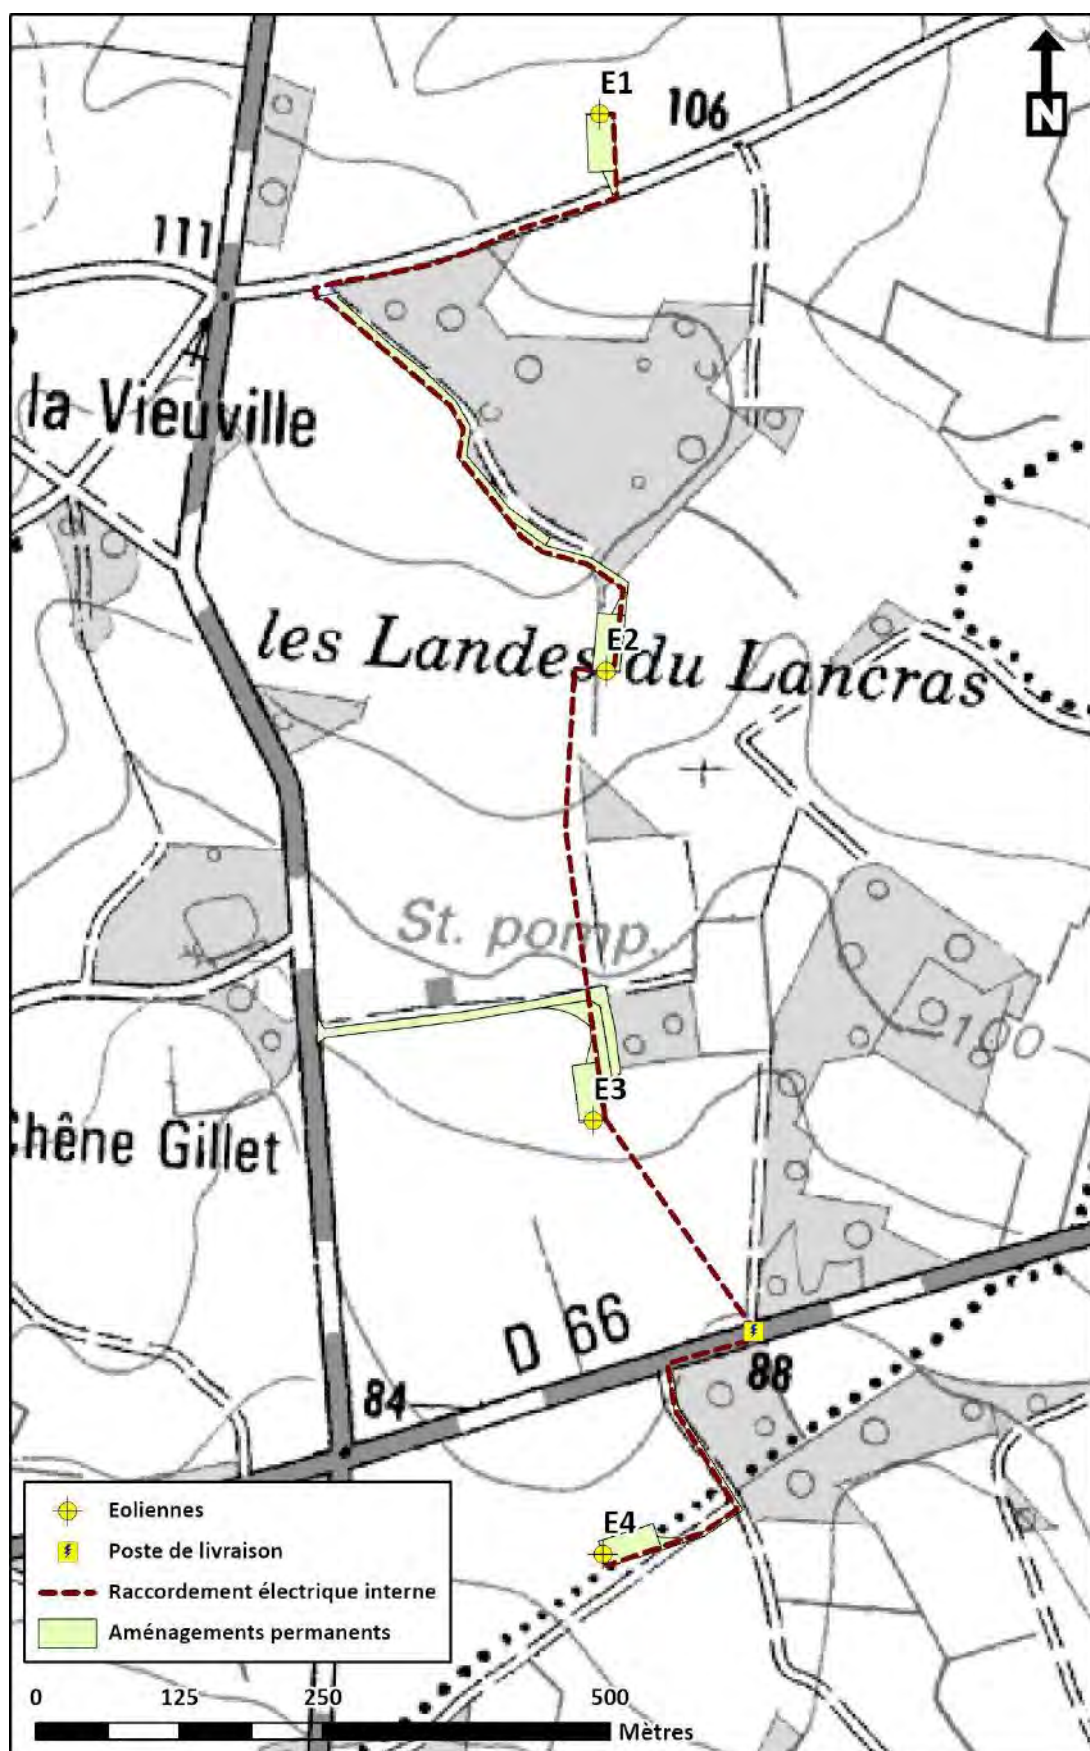 E1
106
N
111
la Vieuville
E2
les Landes du Lancras
St. pomp.
100
E3
Chêne Gillet
D 66
88
84
E4
Eoliennes
Poste de livraison
Raccordement électrique interne
Aménagements permanents
0 125 250 500
Mètres